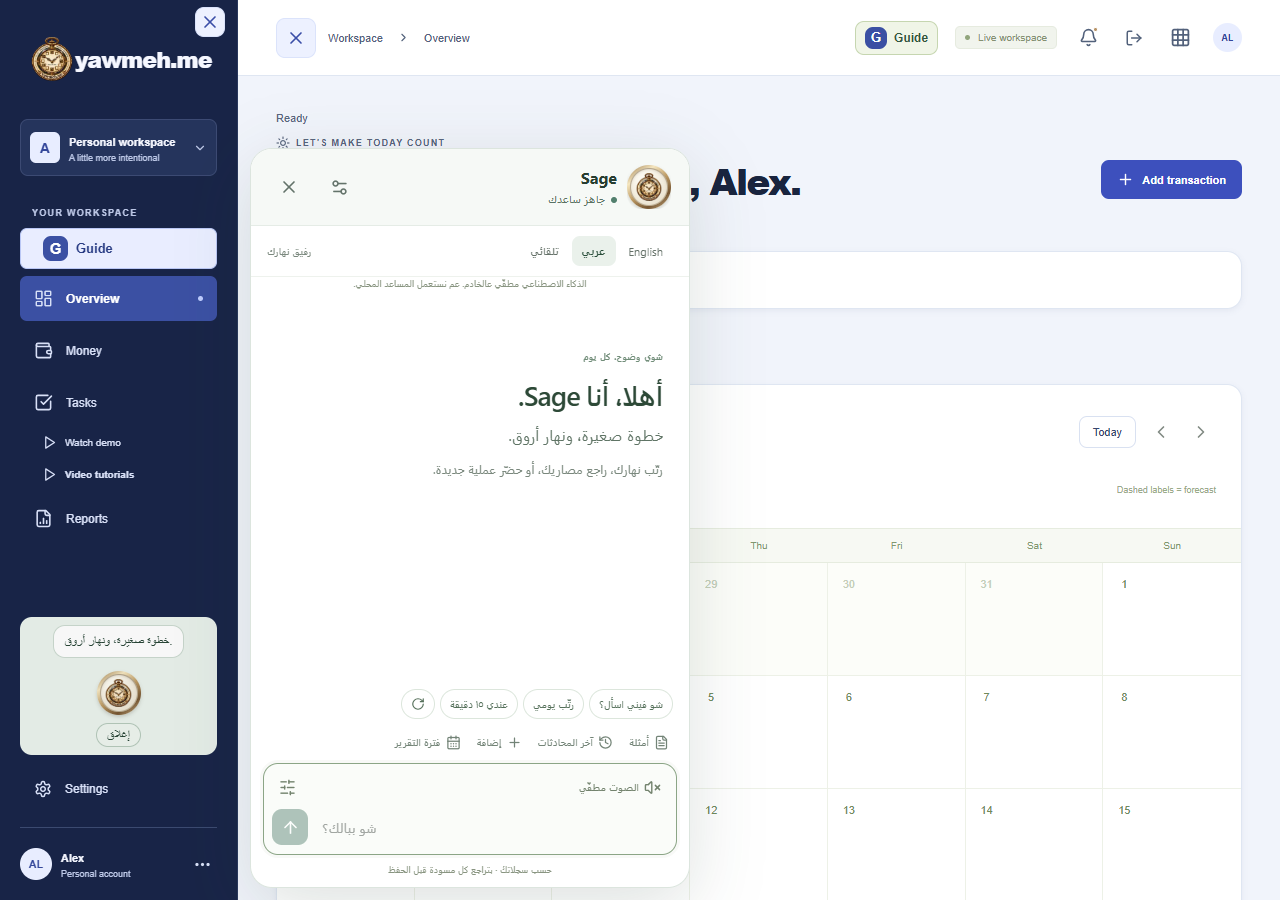 yawmeh.me
A
Personal workspace
A little more intentional
YOUR WORKSPACE
G Guide
Overview
Money
Tasks
Watch demo
Video tutorials
Reports
خطوة صغيرة، ونهار أروق.
إغلاق
Settings
AL
Alex
Personal account
Workspace
Overview
G Guide
Live workspace
AL
Ready
LET'S MAKE TODAY COUNT
, Alex.
Add transaction
Sage
جاهز ساعدك
English
عربي
تلقائي
رفيق نهارك
الذكاء الاصطناعي مطفّي عالخادم. عم نستعمل المساعد المحلي.
شوي وضوح، كل يوم
أهلا، أنا Sage.
خطوة صغيرة، ونهار أروق.
رتّب نهارك، راجع مصاريك، أو حضّر عملية جديدة.
شو فيني اسأل؟
رتّب يومي
عندي ١٥ دقيقة
أمثلة
آخر المحادثات
إضافة
فترة التقرير
الصوت مطفّي
شو ببالك؟
حسب سجلاتك · بتراجع كل مسودة قبل الحفظ
Today
Dashed labels = forecast
Thu Fri Sat Sun
29 30 31 1
5 6 7 8
12 13 14 15